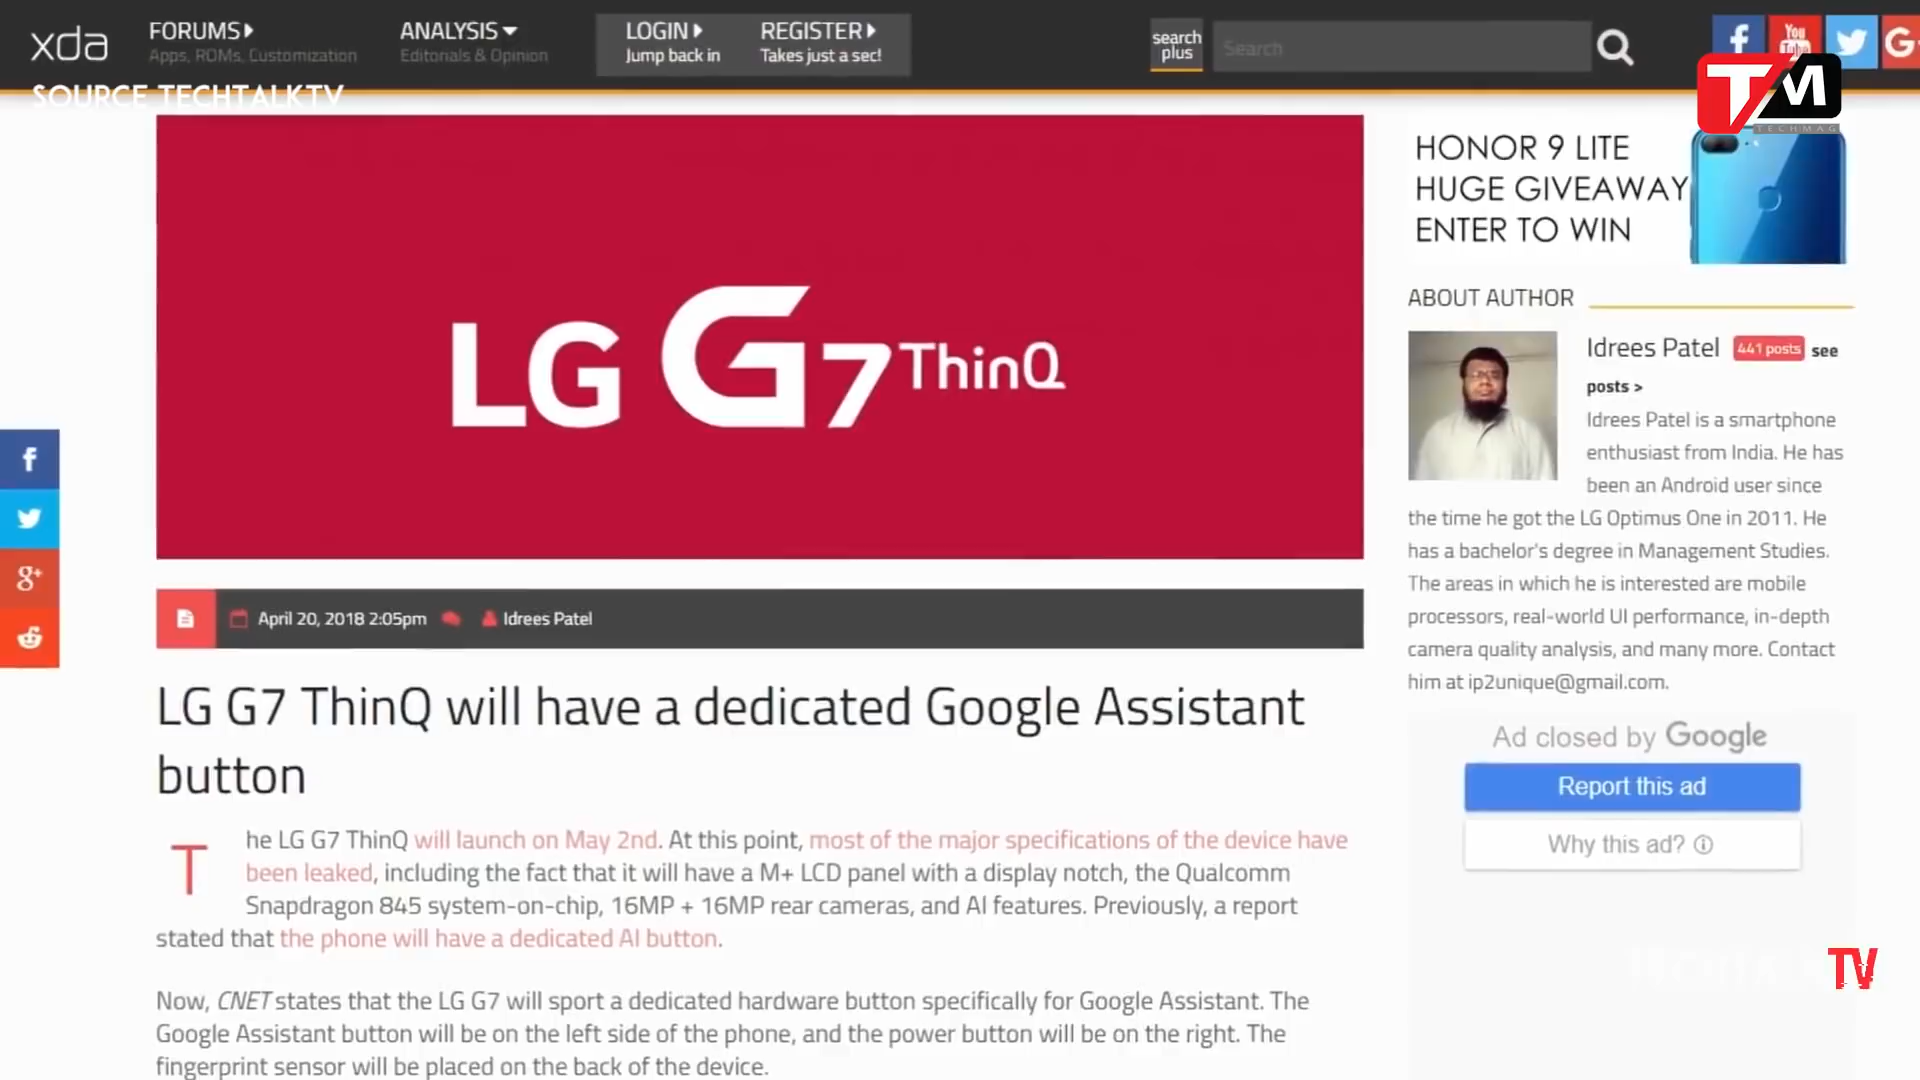 xda
FORUMS
Apps, ROMs, Customization
ANALYSIS
Editorials & Opinion
LOGIN
Jump back in
REGISTER
Takes just a sec!
search
plus
Search
f
You
Tube
G+
SOURCE TECHTALKTV
TM
TECHMAG
LG G7 ThinQ
HONOR 9 LITE
HUGE GIVEAWAY
ENTER TO WIN
ABOUT AUTHOR
Idrees Patel 441 posts see
posts >
Idrees Patel is a smartphone
enthusiast from India. He has
been an Android user since
the time he got the LG Optimus One in 2011. He
has a bachelor's degree in Management Studies.
The areas in which he is interested are mobile
processors, real-world UI performance, in-depth
camera quality analysis, and many more. Contact
him at ip2unique@gmail.com.
f
g+
April 20, 2018 2:05pm Idrees Patel
LG G7 ThinQ will have a dedicated Google Assistant
button
The LG G7 ThinQ will launch on May 2nd. At this point, most of the major specifications of the device have
been leaked, including the fact that it will have a M+ LCD panel with a display notch, the Qualcomm
Snapdragon 845 system-on-chip, 16MP + 16MP rear cameras, and AI features. Previously, a report
stated that the phone will have a dedicated AI button.
Now, CNET states that the LG G7 will sport a dedicated hardware button specifically for Google Assistant. The
Google Assistant button will be on the left side of the phone, and the power button will be on the right. The
fingerprint sensor will be placed on the back of the device.
Ad closed by Google
Report this ad
Why this ad?
TV